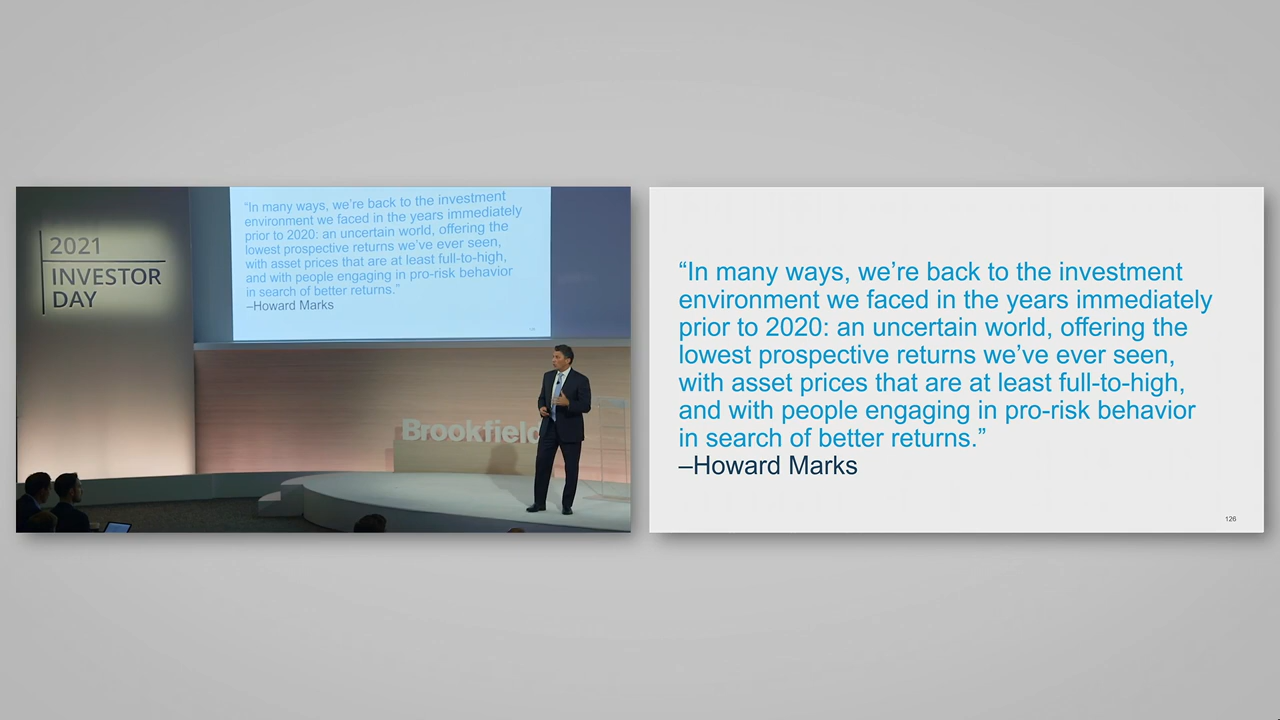 2021
INVESTOR
DAY
“In many ways, we’re back to the investment
environment we faced in the years immediately
prior to 2020: an uncertain world, offering the
lowest prospective returns we’ve ever seen,
with asset prices that are at least full-to-high,
and with people engaging in pro-risk behavior
in search of better returns.”
–Howard Marks
Brookfield
“In many ways, we’re back to the investment
environment we faced in the years immediately
prior to 2020: an uncertain world, offering the
lowest prospective returns we’ve ever seen,
with asset prices that are at least full-to-high,
and with people engaging in pro-risk behavior
in search of better returns.”
–Howard Marks
126